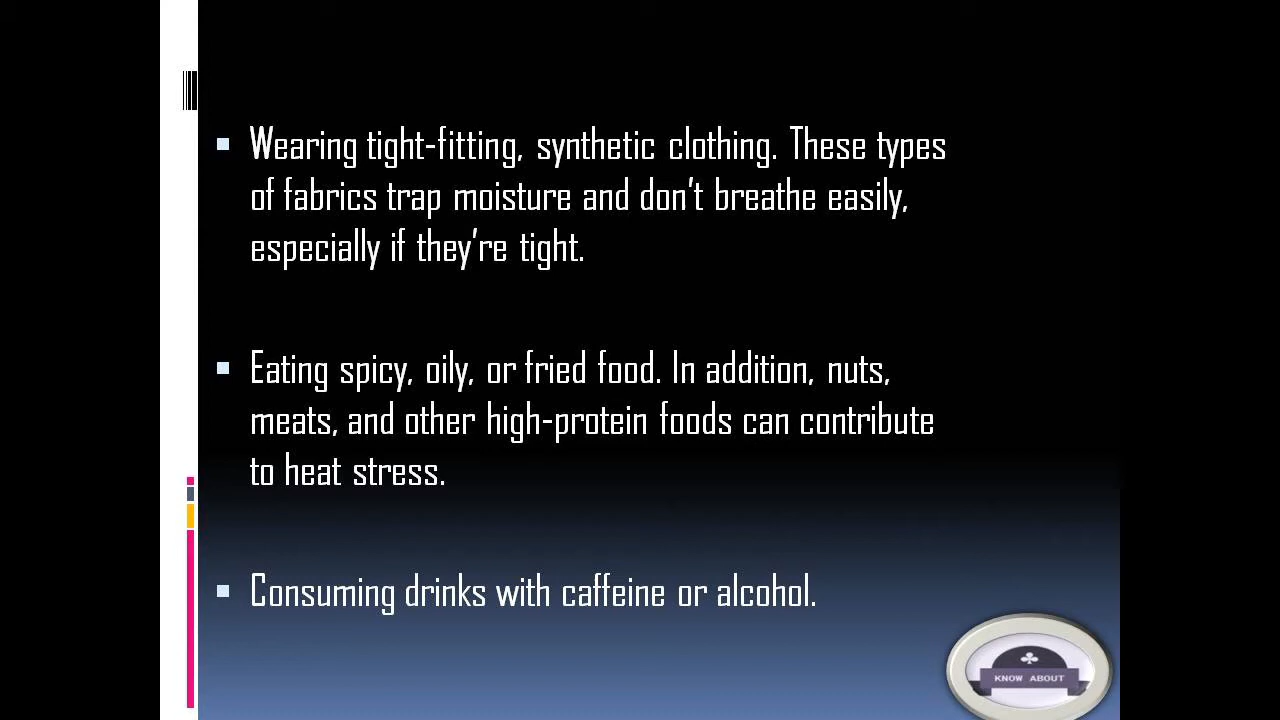 Wearing tight-fitting, synthetic clothing. These types
of fabrics trap moisture and don't breathe easily,
especially if they're tight.
Eating spicy, oily, or fried food. In addition, nuts,
meats, and other high-protein foods can contribute
to heat stress.
Consuming drinks with caffeine or alcohol.
KNOW ABOUT